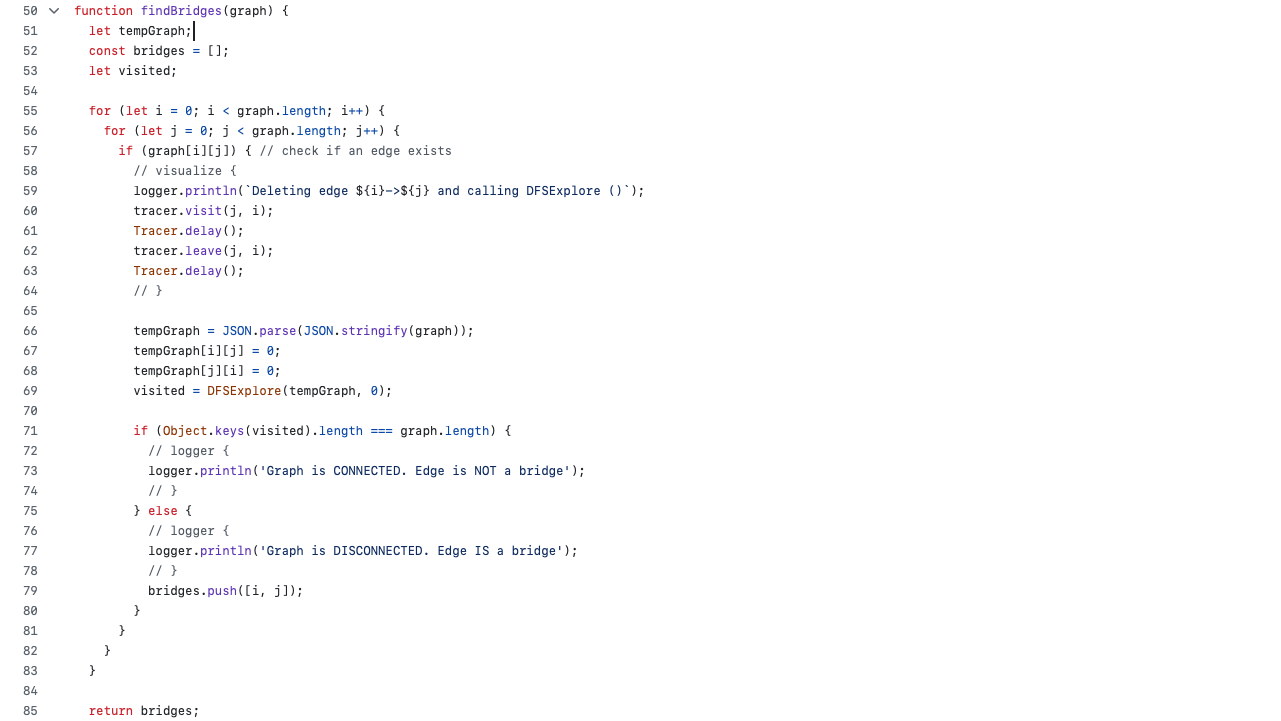 50 function findBridges(graph) {
51 let tempGraph;
52 const bridges = [];
53 let visited;
54
55 for (let i = 0; i < graph.length; i++) {
56 for (let j = 0; j < graph.length; j++) {
57 if (graph[i][j]) { // check if an edge exists
58 // visualize {
59 logger.println(`Deleting edge ${i}->${j} and calling DFSExplore ()`);
60 tracer.visit(j, i);
61 Tracer.delay();
62 tracer.leave(j, i);
63 Tracer.delay();
64 // }
65
66 tempGraph = JSON.parse(JSON.stringify(graph));
67 tempGraph[i][j] = 0;
68 tempGraph[j][i] = 0;
69 visited = DFSExplore(tempGraph, 0);
70
71 if (Object.keys(visited).length === graph.length) {
72 // logger {
73 logger.println('Graph is CONNECTED. Edge is NOT a bridge');
74 // }
75 } else {
76 // logger {
77 logger.println('Graph is DISCONNECTED. Edge IS a bridge');
78 // }
79 bridges.push([i, j]);
80 }
81 }
82 }
83 }
84
85 return bridges;